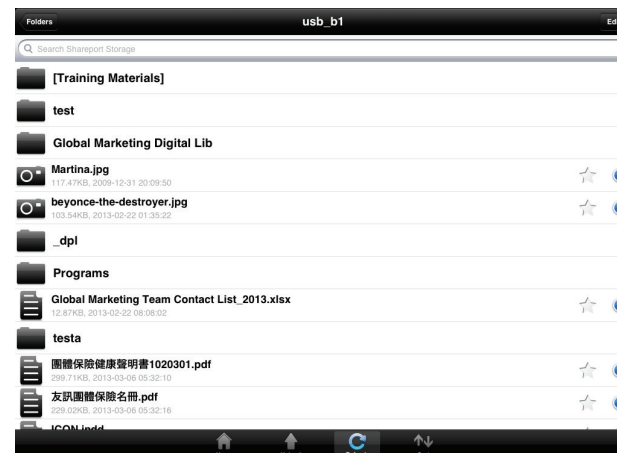 Folders
usb_b1
Ed
Search Shareport Storage
[Training Materials]
test
Global Marketing Digital Lib
Martina.jpg
117.47KB, 2009-12-31 20:09:50
beyonce-the-destroyer.jpg
103.54KB, 2013-02-22 01:35:22
_dpl
Programs
Global Marketing Team Contact List_2013.xlsx
12.87KB, 2013-02-22 08:08:02
testa
團體保險健康聲明書1020301.pdf
299.71KB, 2013-03-06 05:32:10
友訊團體保險名冊.pdf
229.02KB, 2013-03-06 05:32:16
ICON.indd